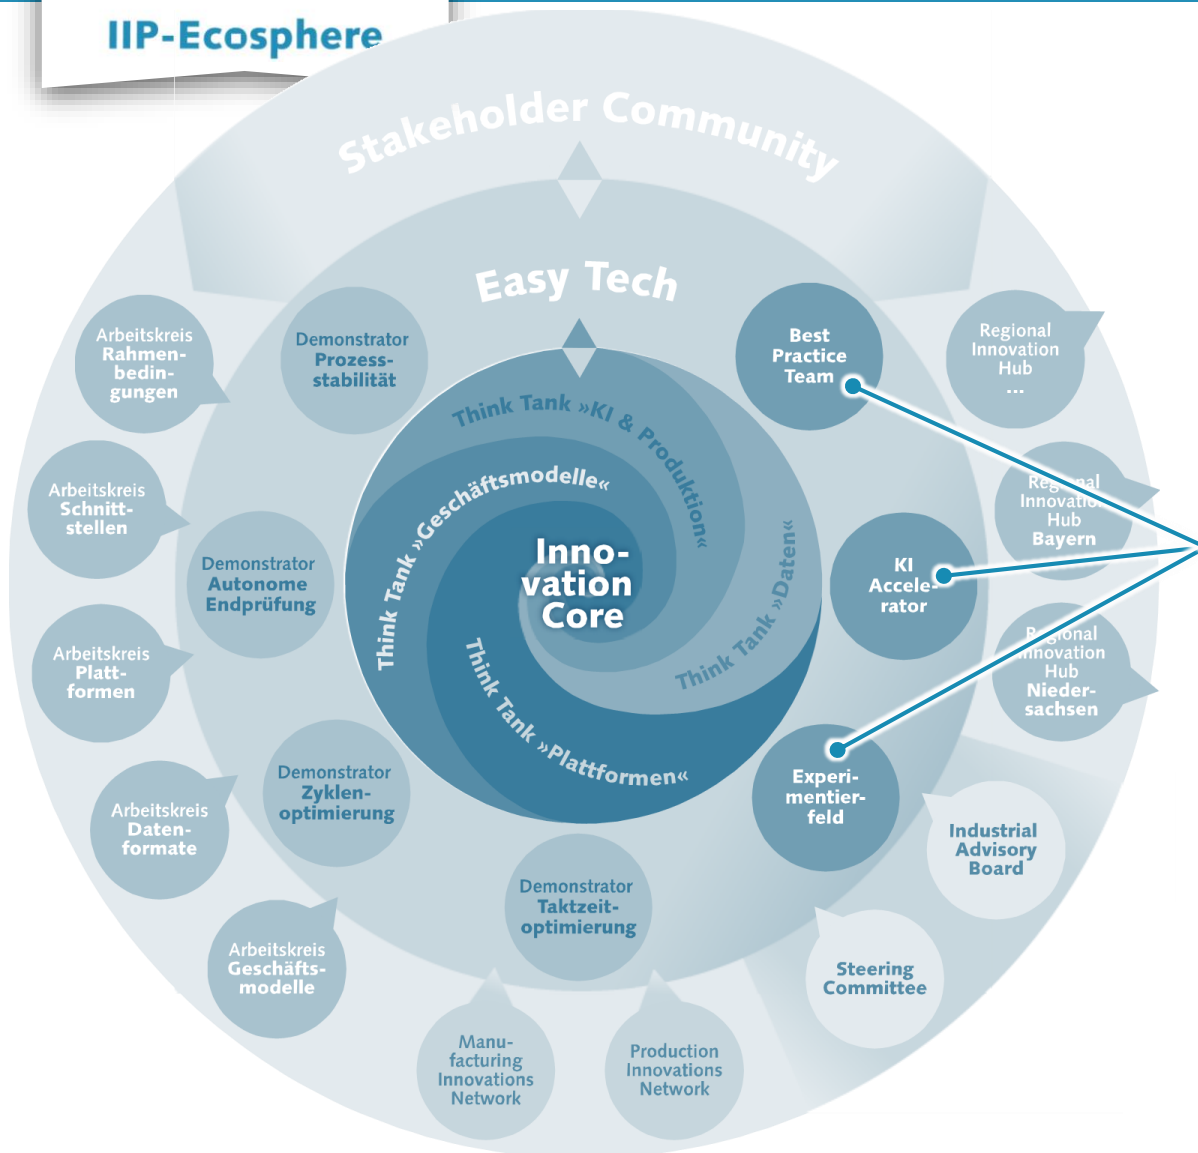 IIP-Ecosphere
Stakeholder Community
Easy Tech
Think Tank »KI & Produktion«
Think Tank »Geschäftsmodelle«
Think Tank »Daten«
Think Tank »Plattformen«
Inno-
vation
Core
Demonstrator
Prozess-
stabilität
Demonstrator
Autonome
Endprüfung
Demonstrator
Zyklen-
optimierung
Demonstrator
Taktzeit-
optimierung
Best
Practice
Team
KI
Accele-
rator
Experi-
mentier-
feld
Arbeitskreis
Rahmen-
bedin-
gungen
Arbeitskreis
Schnitt-
stellen
Arbeitskreis
Platt-
formen
Arbeitskreis
Daten-
formate
Arbeitskreis
Geschäfts-
modelle
Manu-
facturing
Innovations
Network
Production
Innovations
Network
Steering
Committee
Industrial
Advisory
Board
Regional
Innovation
Hub
...
Regional
Innovation
Hub
Bayern
Regional
Innovation
Hub
Nieder-
sachsen